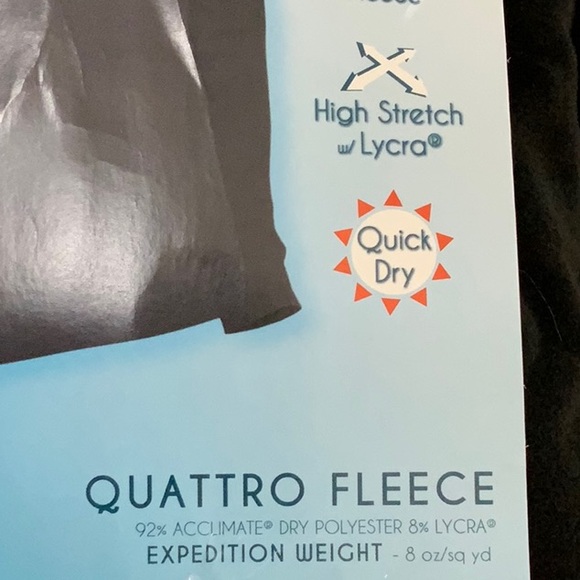 High Stretch
w/ Lycra®
Quick
Dry
QUATTRO FLEECE
92% ACCLIMATE® DRY POLYESTER 8% LYCRA®
EXPEDITION WEIGHT - 8 oz/sq yd